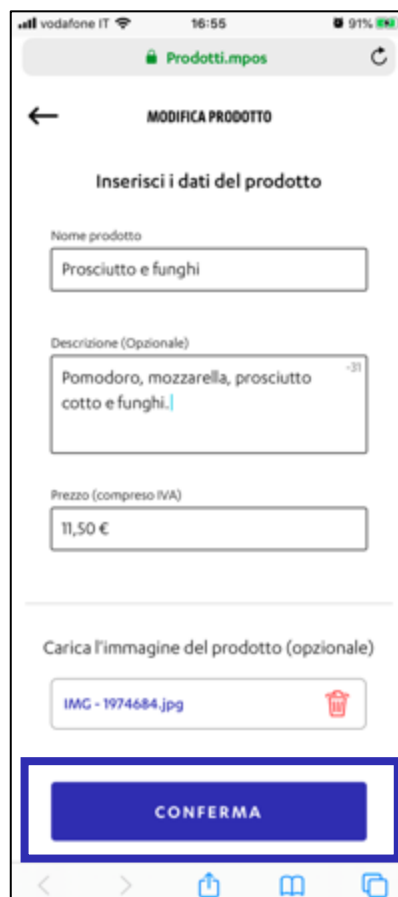 vodafone IT 16:55 91%
Prodotti.mpos
MODIFICA PRODOTTO
Inserisci i dati del prodotto
Nome prodotto
Prosciutto e funghi
Descrizione (Opzionale)
-31
Pomodoro, mozzarella, prosciutto
cotto e funghi.
Prezzo (compreso IVA)
11,50 €
Carica l'immagine del prodotto (opzionale)
IMG - 1974684.jpg
CONFERMA